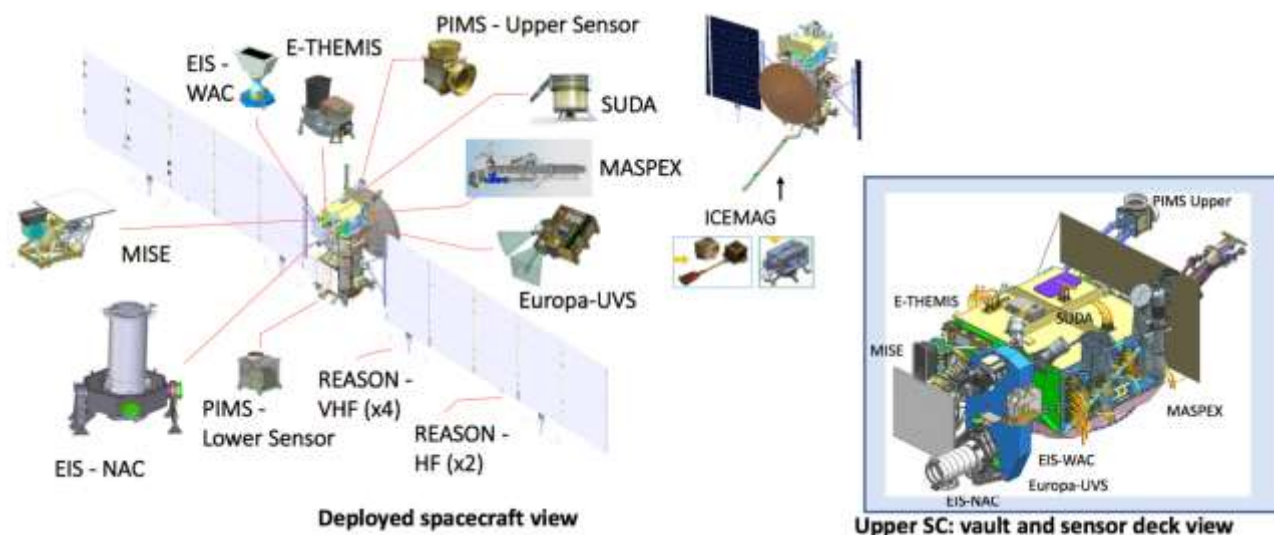 PIMS - Upper Sensor
E-THEMIS
EIS -
WAC
SUDA
MASPEX
MISE
Europa-UVS
ICEMAG
REASON -
VHF (x4)
PIMS -
Lower Sensor
REASON -
HF (x2)
EIS - NAC
Deployed spacecraft view
PIMS Upper
E-THEMIS
SUDA
MISE
MASPEX
EIS-WAC
Europa-UVS
EIS-NAC
Upper SC: vault and sensor deck view